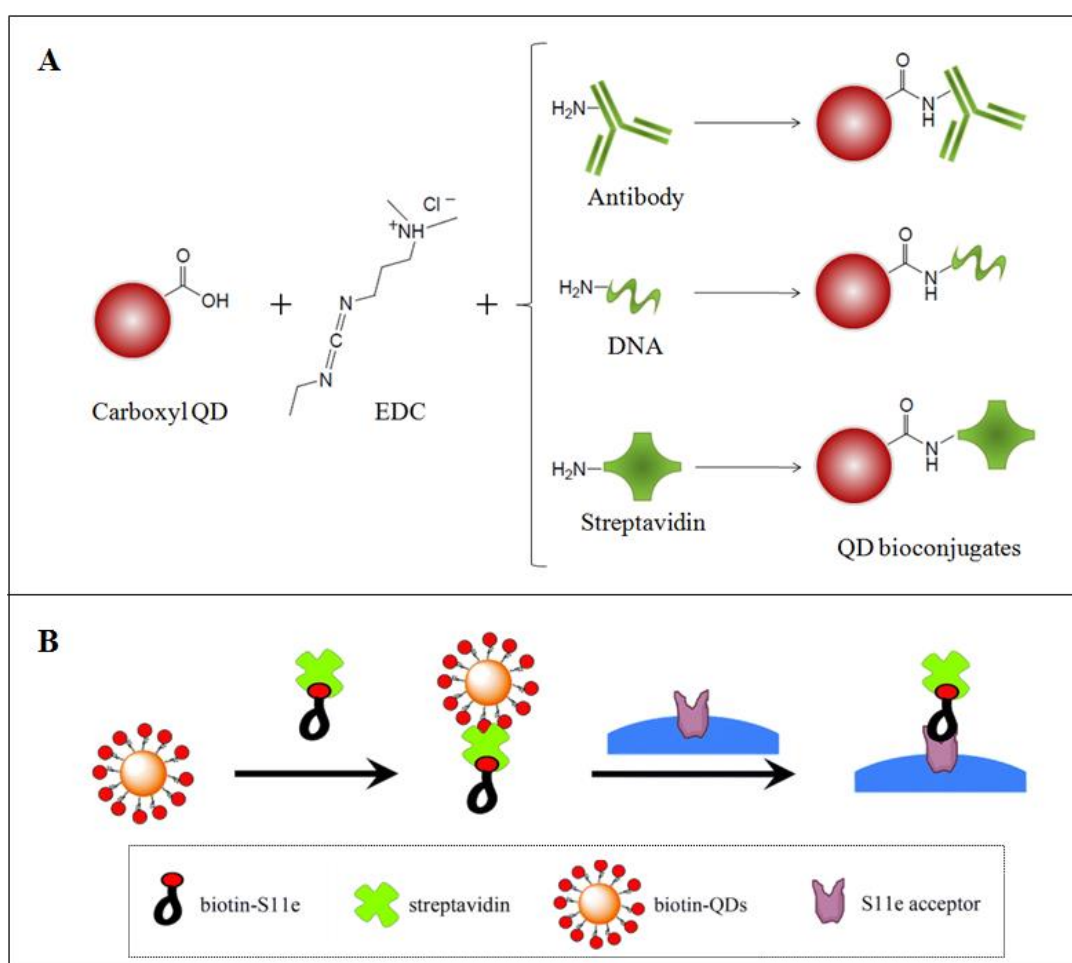 A
H₂N
Antibody
O
N
H
Cl⁻
⁺NH
O
OH
+
+
N
C
N
Carboxyl QD
EDC
H₂N
DNA
O
N
H
H₂N
Streptavidin
O
N
H
QD bioconjugates
B
biotin-S11e
streptavidin
biotin-QDs
S11e acceptor